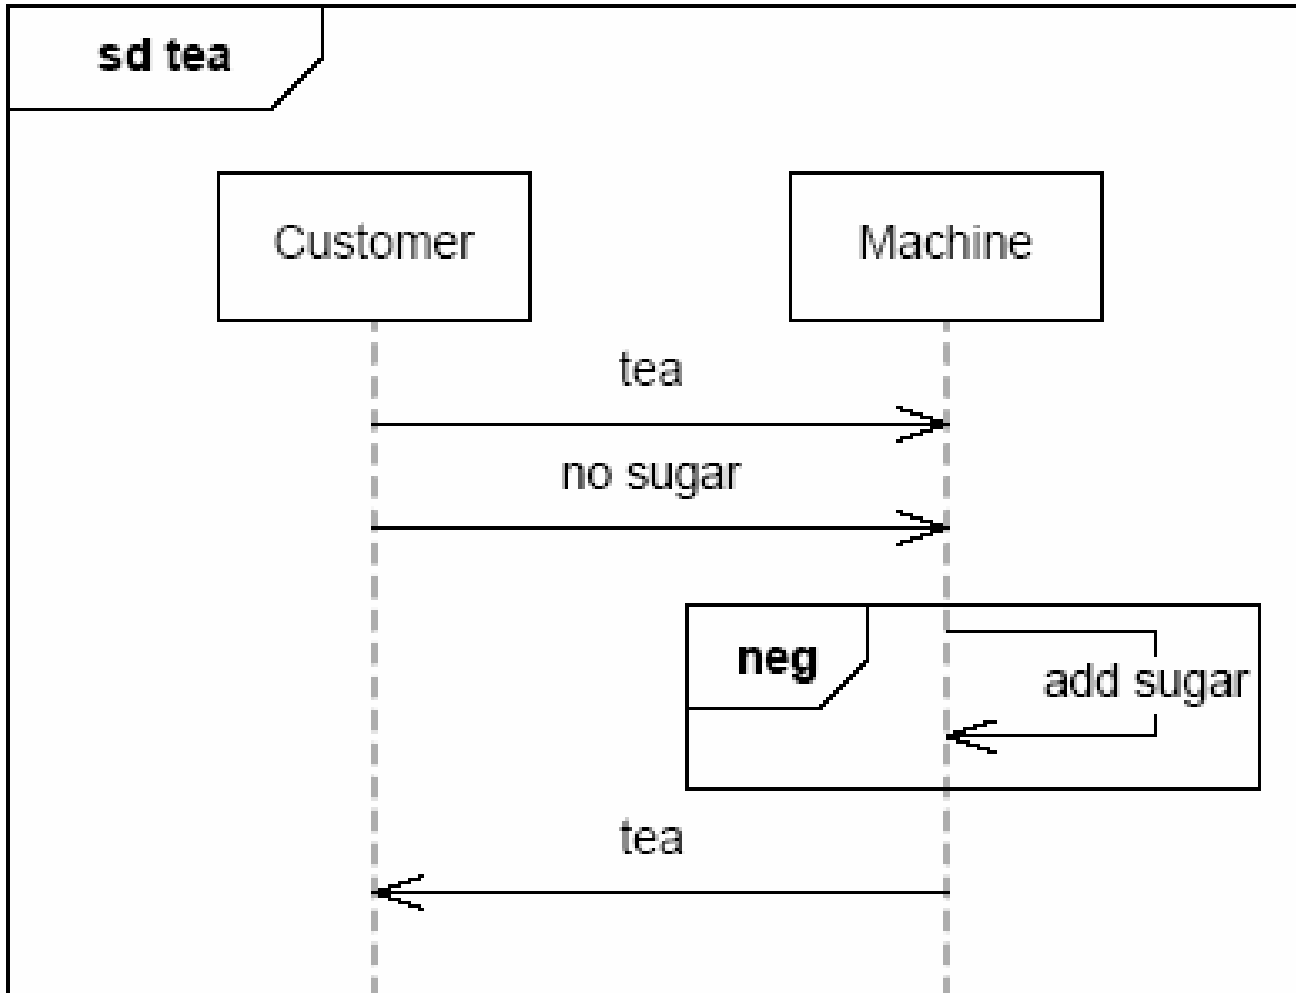 sd tea
Customer
Machine
tea
no sugar
neg
add sugar
tea